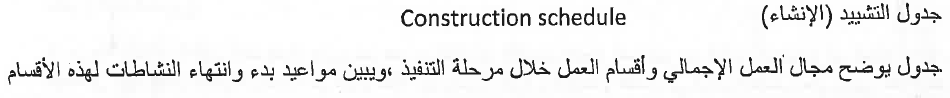 جدول التشييد (الإنشاء) Construction schedule
جدول يوضح مجال العمل الإجمالي وأقسام العمل خلال مرحلة التنفيذ ،ويبين مواعيد بدء وانتهاء النشاطات لهذه الأقسام